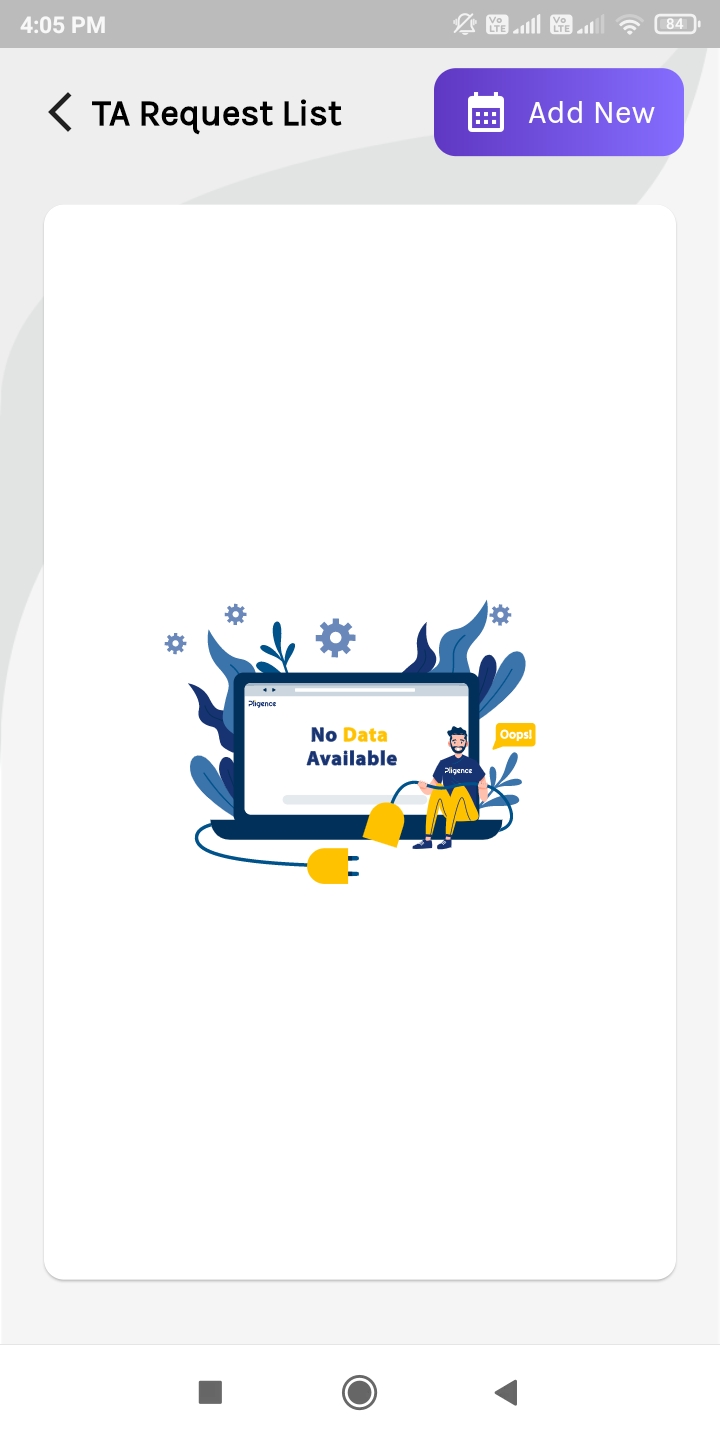 4:05 PM
Vo LTE
Vo LTE
84
TA Request List
Add New
Pligence
No Data
Available
Oops!
Pligence